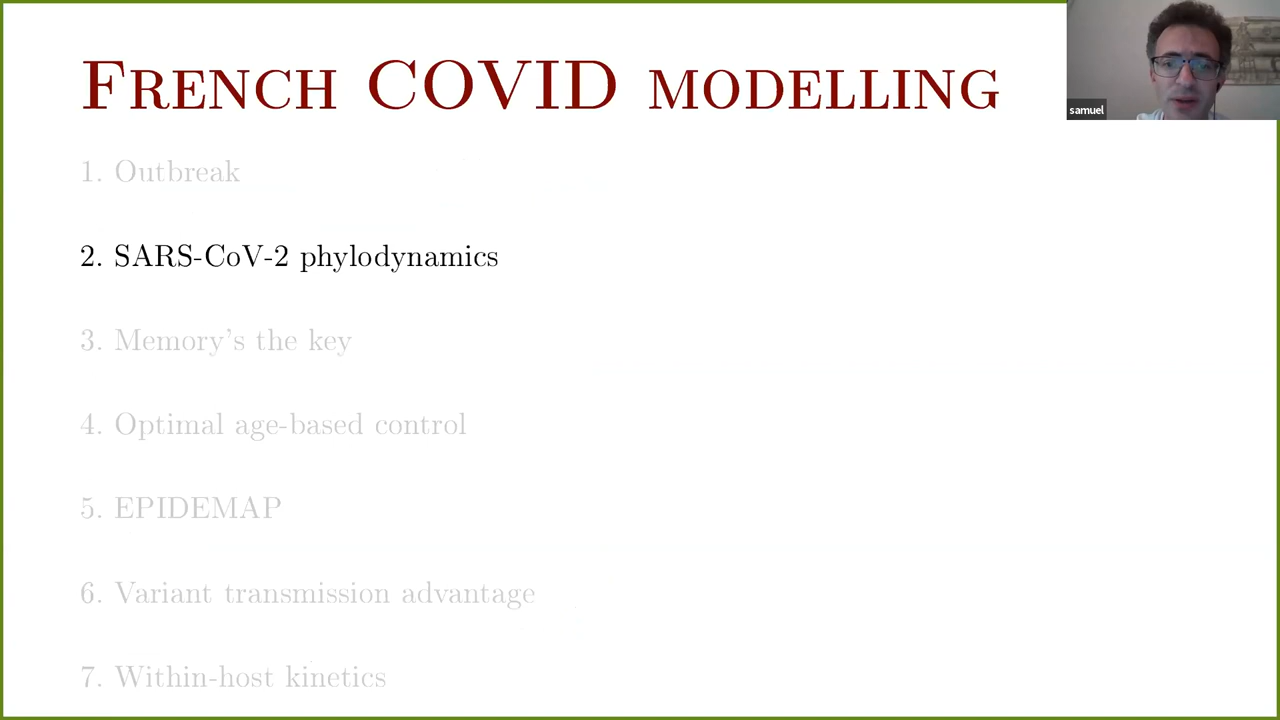 French COVID modelling
samuel
1. Outbreak
2. SARS-CoV-2 phylodynamics
3. Memory's the key
4. Optimal age-based control
5. EPIDEMAP
6. Variant transmission advantage
7. Within-host kinetics